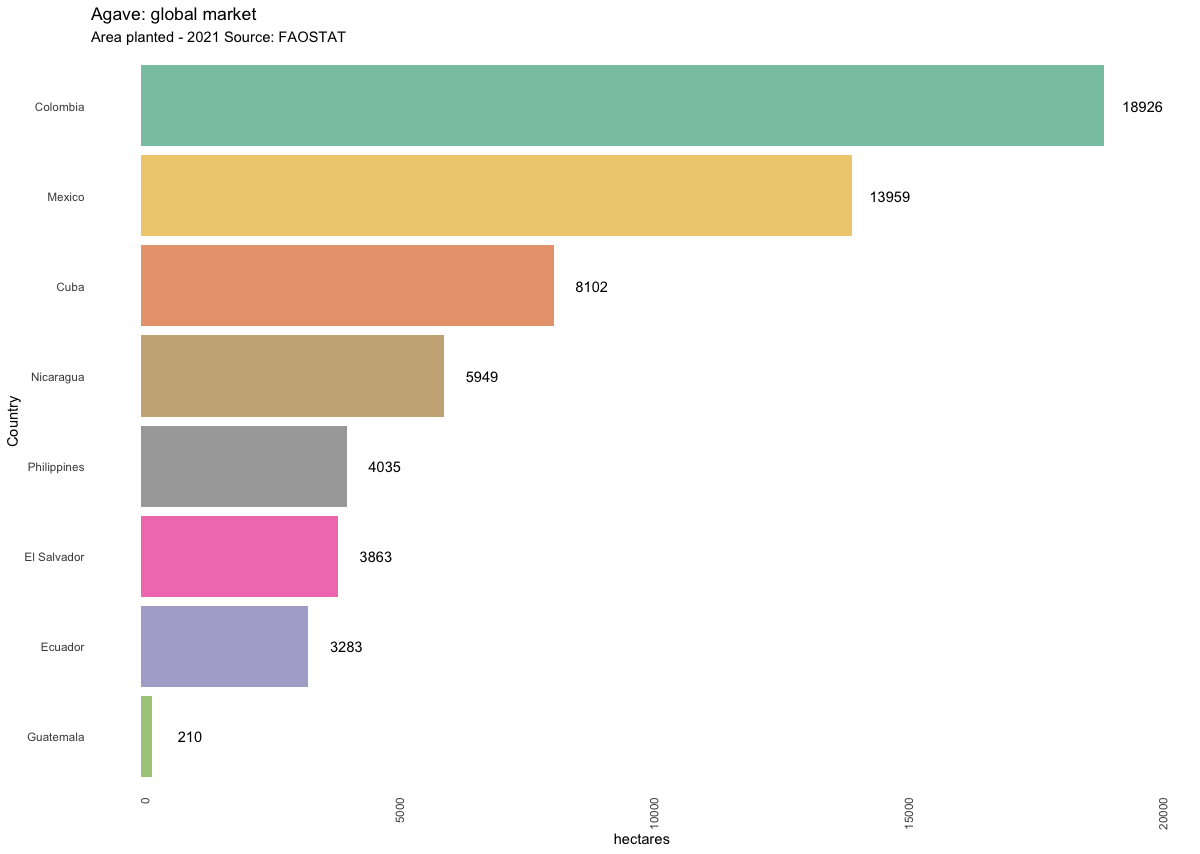 Agave: global market
Area planted - 2021 Source: FAOSTAT
Country
Colombia 18926
Mexico 13959
Cuba 8102
Nicaragua 5949
Philippines 4035
El Salvador 3863
Ecuador 3283
Guatemala 210
0 5000 10000 15000 20000
hectares